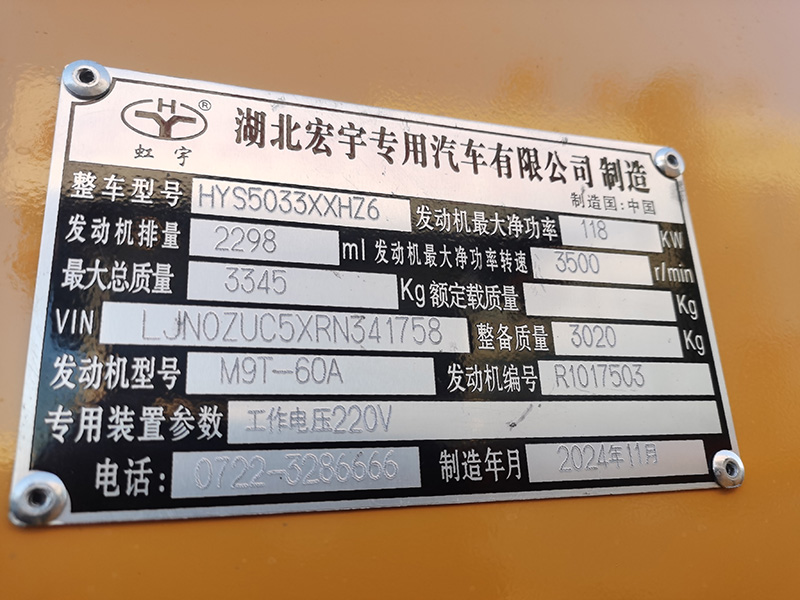 HY ® 湖北宏宇专用汽车有限公司 制造
虹宇 制造国:中国
整车型号 HYS5033XXHZ6 发动机最大净功率 118 KW
发动机排量 2298 ml 发动机最大净功率转速 3500 r/min
最大总质量 3345 Kg 额定载质量 Kg
VIN LJN0ZUC5XRN341758 整备质量 3020 Kg
发动机型号 M9T-60A 发动机编号 R1017503
专用装置参数 工作电压220V
电话: 0722-3286666 制造年月 2024年11月